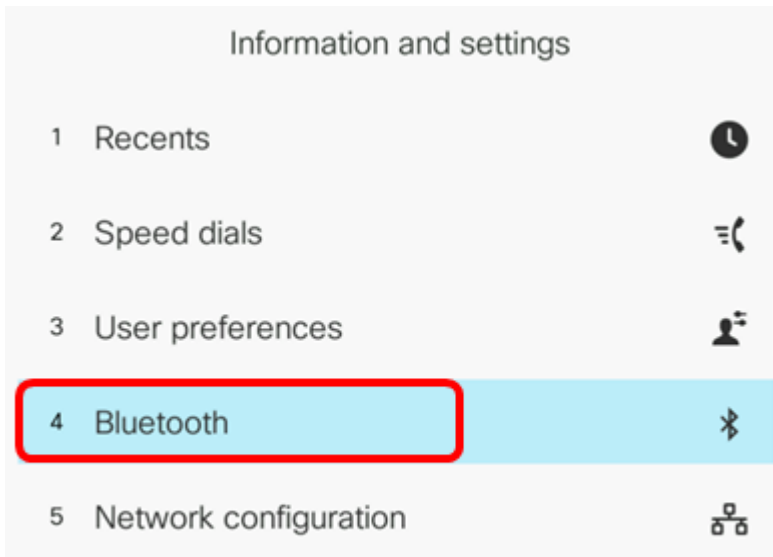 Information and settings
1 Recents
2 Speed dials
3 User preferences
4 Bluetooth
5 Network configuration